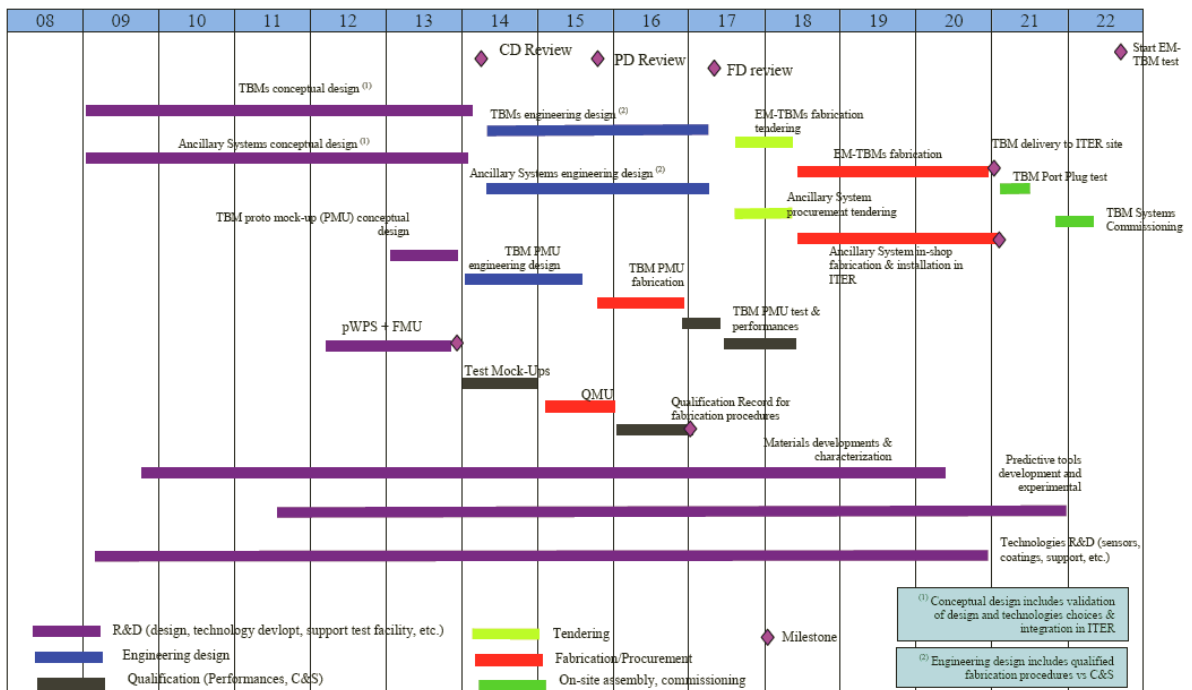 08 09 10 11 12 13 14 15 16 17 18 19 20 21 22
CD Review
PD Review
FD review
Start EM-
TBM test
TBMs conceptual design (1)
TBMs engineering design (2)
EM-TBMs fabrication
tendering
Ancillary Systems conceptual design (1)
EM-TBMs fabrication
TBM delivery to ITER site
Ancillary Systems engineering design (2)
TBM Port Plug test
Ancillary System
procurement tendering
TBM proto mock-up (PMU) conceptual
design
TBM Systems
Commissioning
TBM PMU
engineering design
TBM PMU
fabrication
Ancillary System in-shop
fabrication & installation in
ITER
TBM PMU test &
performances
pWPS + FMU
Test Mock-Ups
QMU
Qualification Record for
fabrication procedures
Materials developments &
characterization
Predictive tools
development and
experimental
Technologies R&D (sensors,
coatings, support, etc.)
R&D (design, technology devlopt, support test facility, etc.)
Engineering design
Qualification (Performances, C&S)
Tendering
Fabrication/Procurement
On-site assembly, commissioning
Milestone
(1) Conceptual design includes validation
of design and technologies choices &
integration in ITER
(2) Engineering design includes qualified
fabrication procedures vs C&S